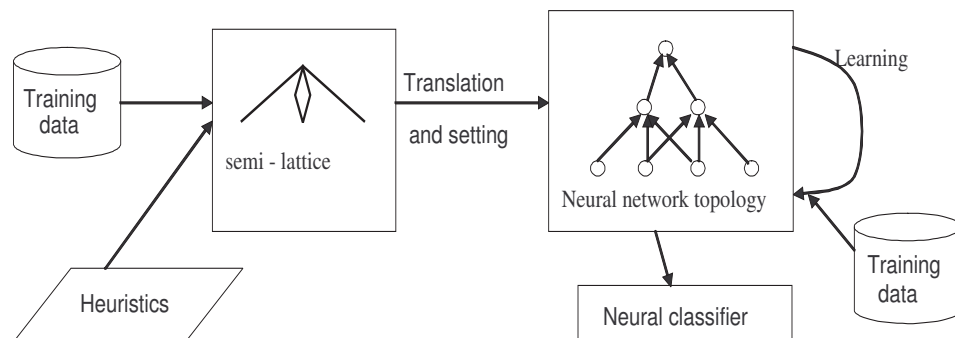 Training
data
semi - lattice
Heuristics
Translation
and setting
Neural network topology
Learning
Training
data
Neural classifier